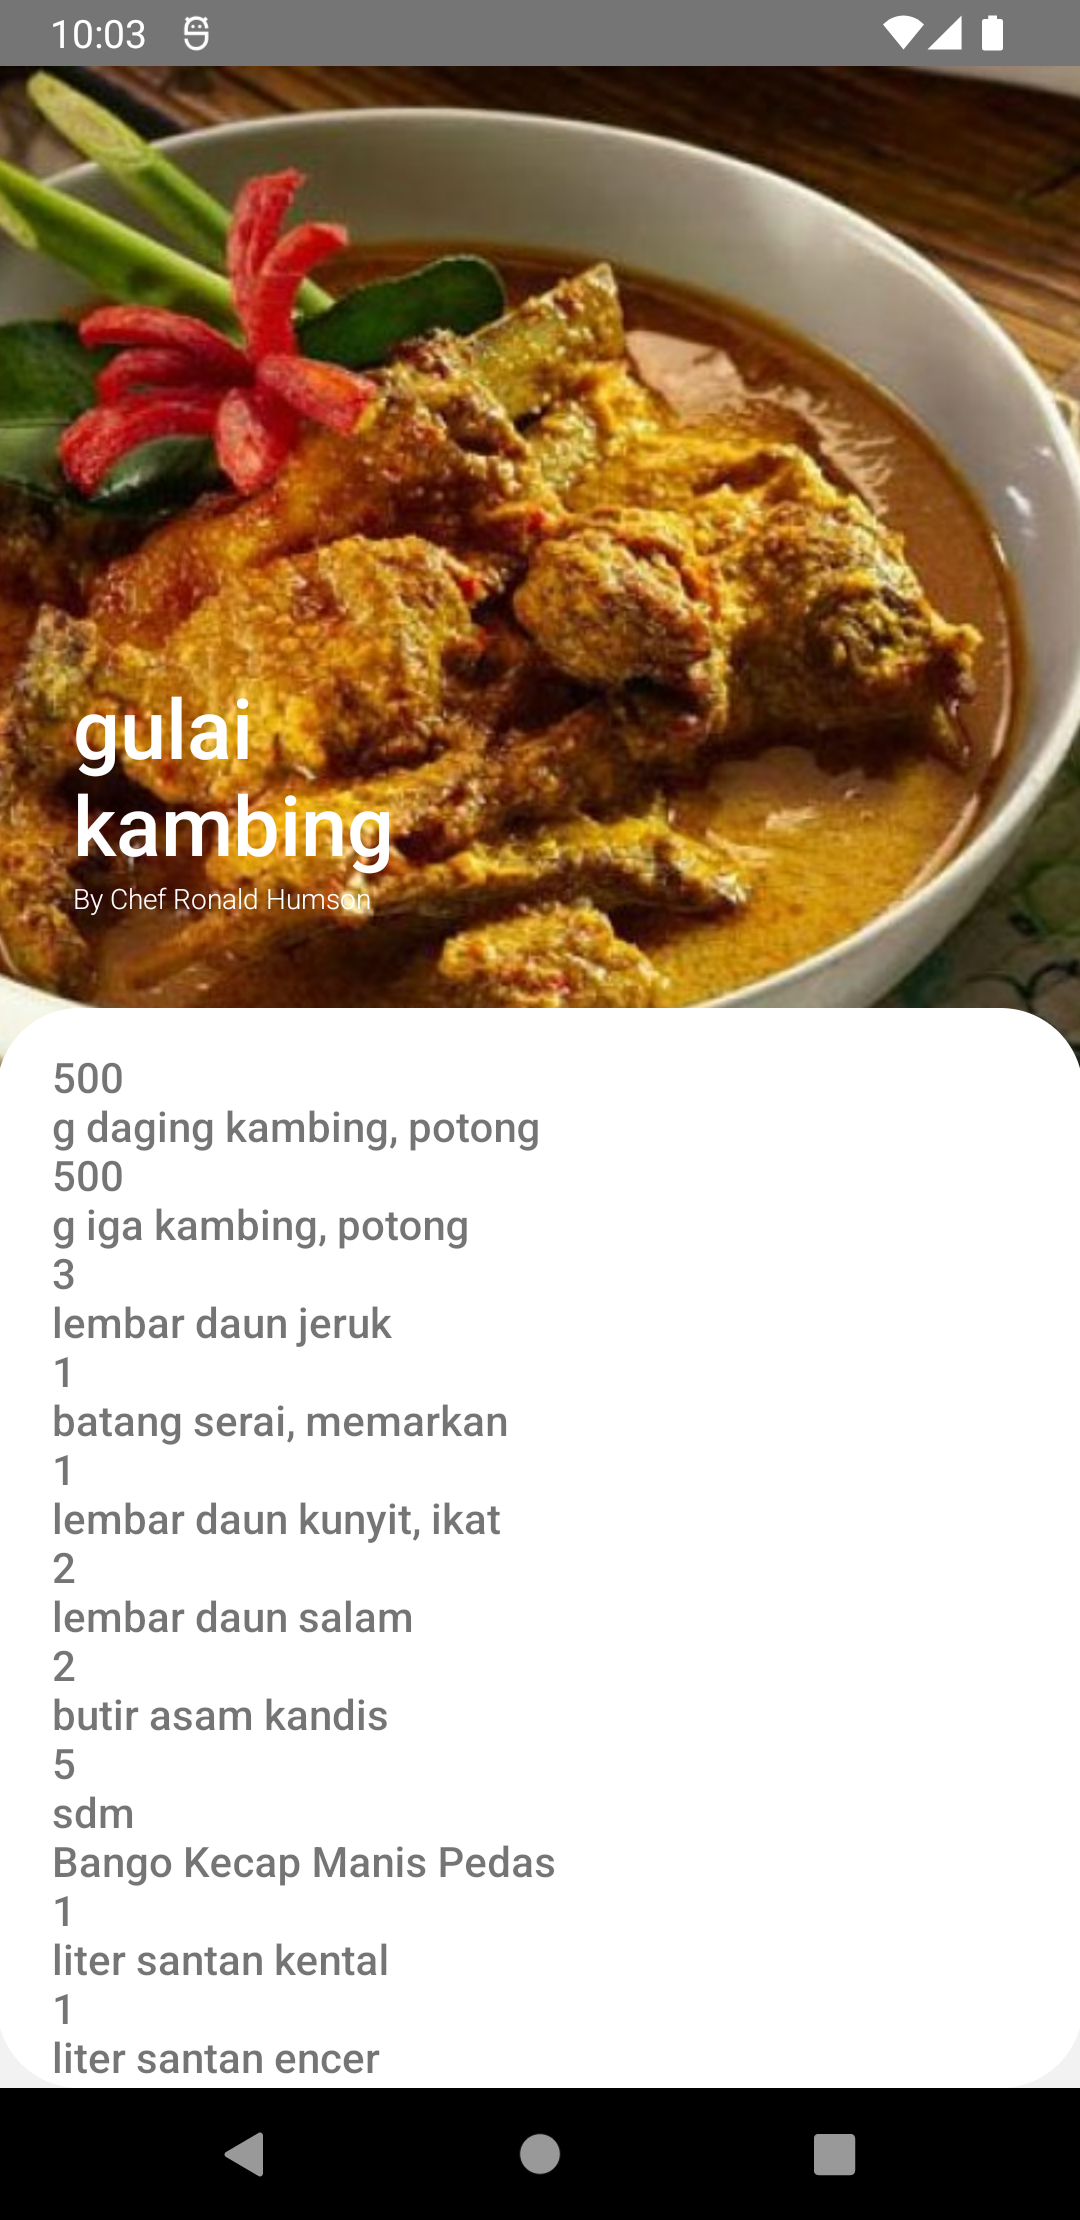 10:03
gulai
kambing
By Chef Ronald Humson
500
g daging kambing, potong
500
g iga kambing, potong
3
lembar daun jeruk
1
batang serai, memarkan
1
lembar daun kunyit, ikat
2
lembar daun salam
2
butir asam kandis
5
sdm
Bango Kecap Manis Pedas
1
liter santan kental
1
liter santan encer